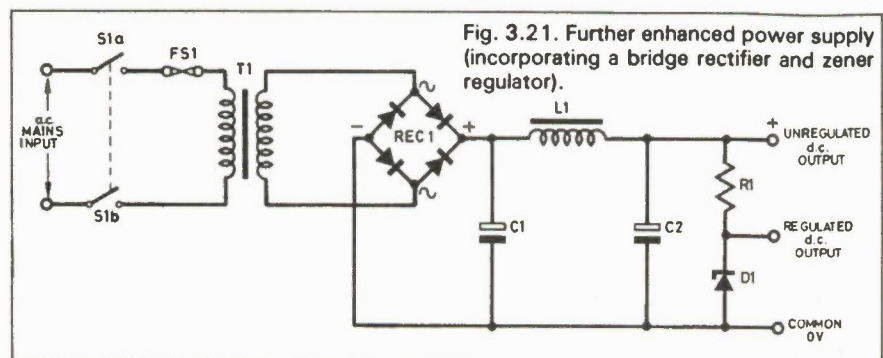 Fig. 3.21. Further enhanced power supply
(incorporating a bridge rectifier and zener
regulator).
S1a
FS1
T1
a.c.
MAINS
INPUT
S1b
REC1
−
+
L1
C1
C2
R1
D1
+
UNREGULATED
d.c.
OUTPUT
REGULATED
d.c.
OUTPUT
COMMON
0V